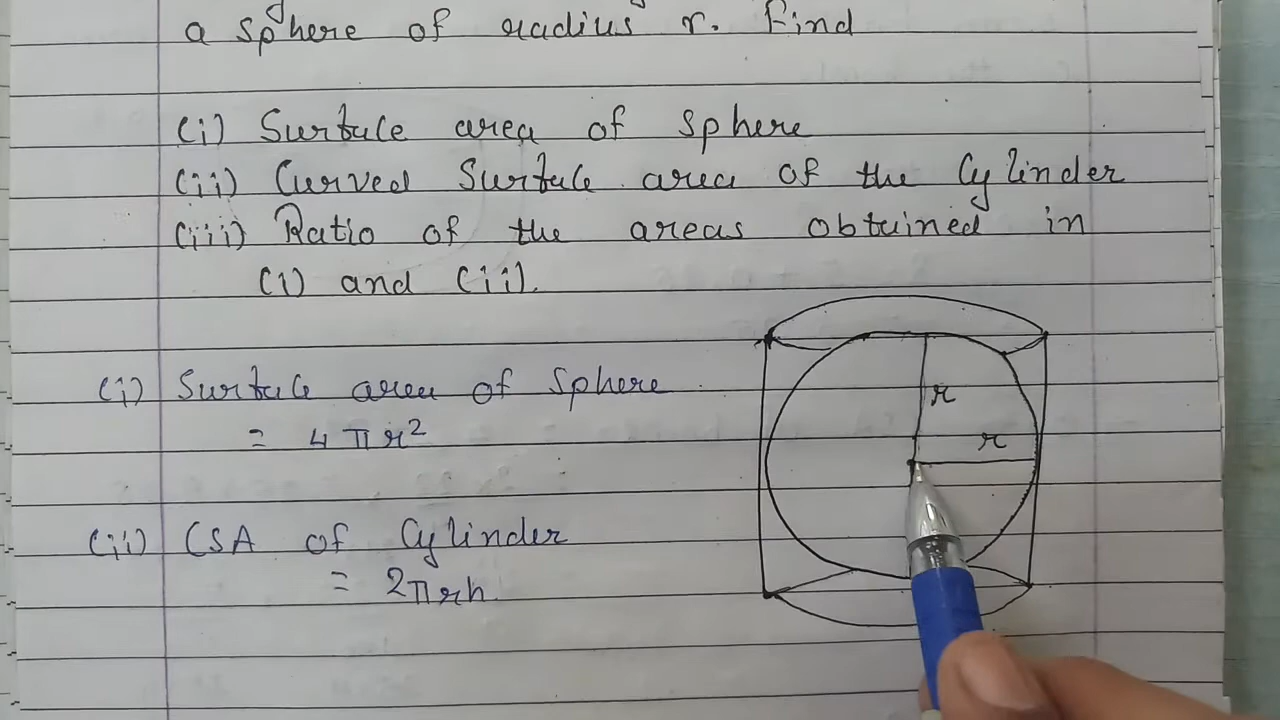 a sphere of radius r. Find
(i) Surface area of sphere
(ii) Curved Surface area of the Cylinder
(iii) Ratio of the areas obtained in
(i) and (ii).
(i) Surface area of Sphere
= 4πr²
(ii) CSA of Cylinder
= 2πrh
r
r